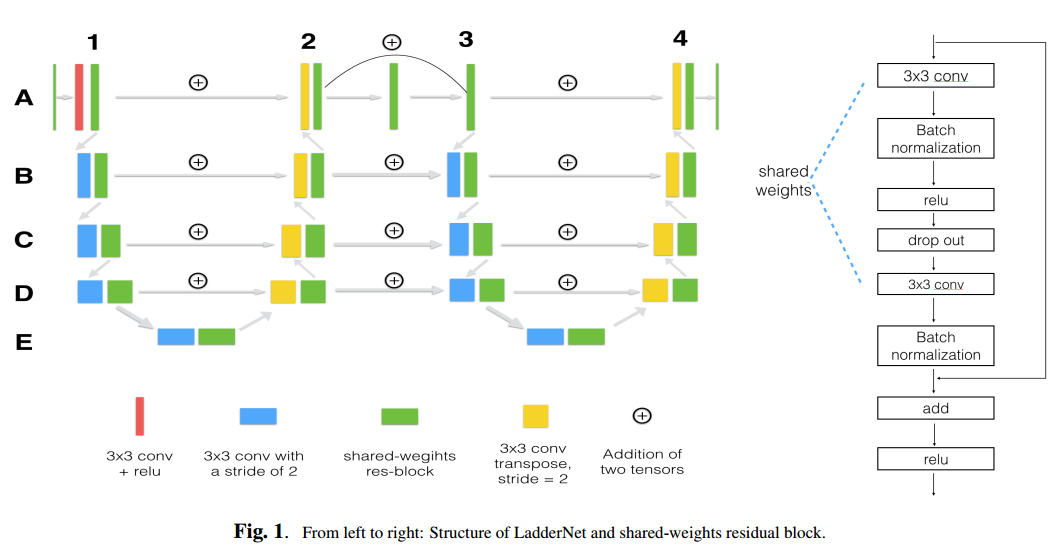 1
2
3
4
A
B
C
D
E
3x3 conv
+ relu
3x3 conv with
a stride of 2
shared-wegihts
res-block
3x3 conv
transpose,
stride = 2
Addition of
two tensors
shared
weights
3x3 conv
Batch
normalization
relu
drop out
3x3 conv
Batch
normalization
add
relu
Fig. 1. From left to right: Structure of LadderNet and shared-weights residual block.